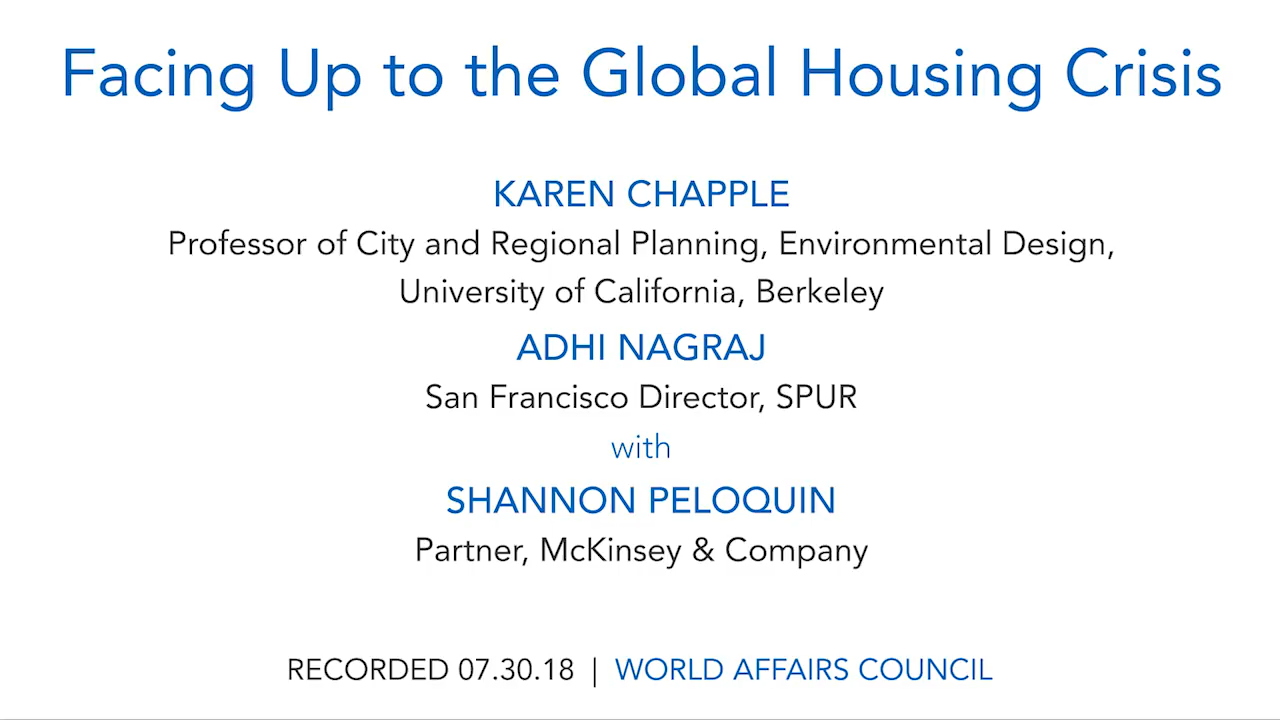 Facing Up to the Global Housing Crisis
KAREN CHAPPLE
Professor of City and Regional Planning, Environmental Design,
University of California, Berkeley
ADHI NAGRAJ
San Francisco Director, SPUR
with
SHANNON PELOQUIN
Partner, McKinsey & Company
RECORDED 07.30.18 | WORLD AFFAIRS COUNCIL